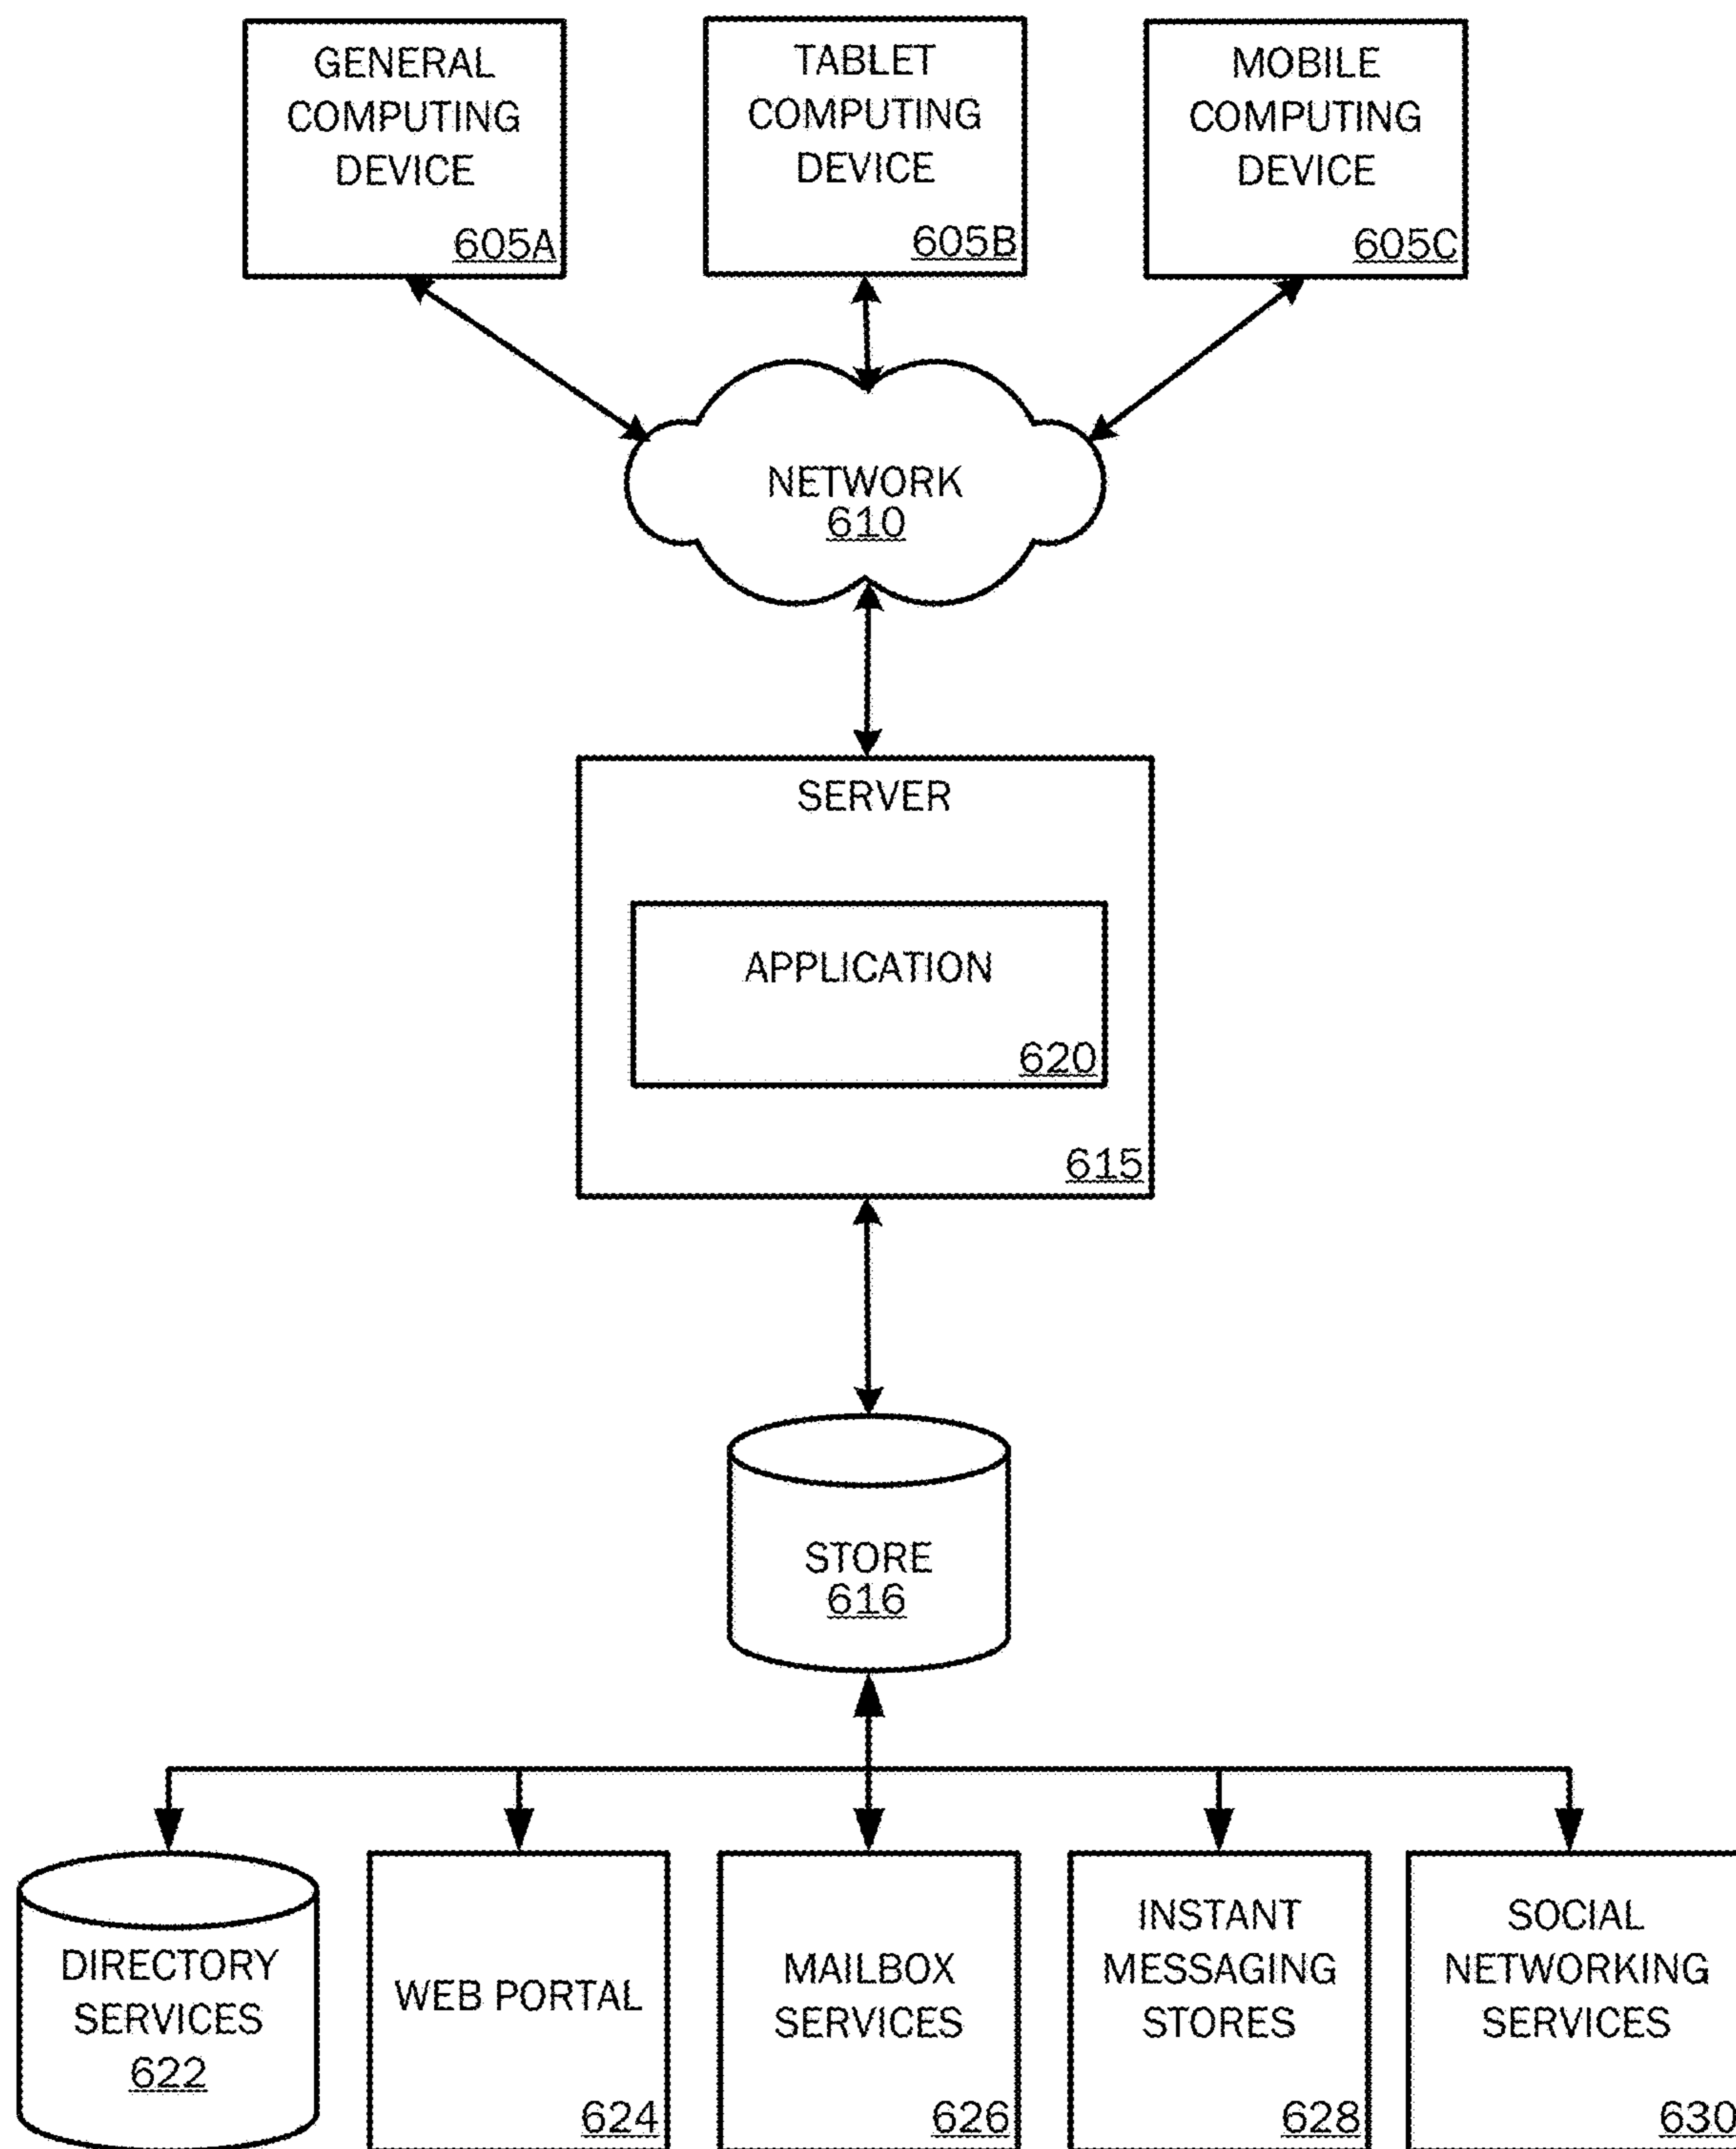 GENERAL
COMPUTING
DEVICE
605A
TABLET
COMPUTING
DEVICE
605B
MOBILE
COMPUTING
DEVICE
605C
NETWORK
610
SERVER
APPLICATION
620
615
STORE
616
DIRECTORY
SERVICES
622
WEB PORTAL
624
MAILBOX
SERVICES
626
INSTANT
MESSAGING
STORES
628
SOCIAL
NETWORKING
SERVICES
630